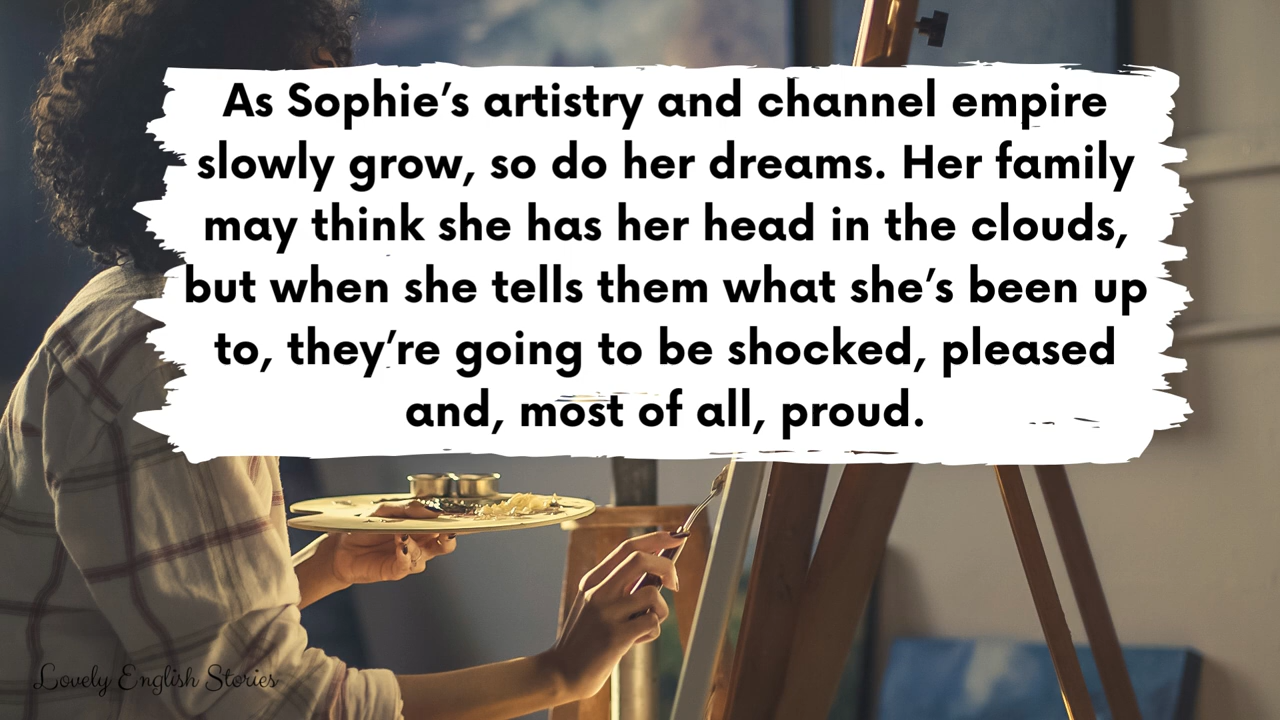 As Sophie’s artistry and channel empire
slowly grow, so do her dreams. Her family
may think she has her head in the clouds,
but when she tells them what she’s been up
to, they’re going to be shocked, pleased
and, most of all, proud.
Lovely English Stories